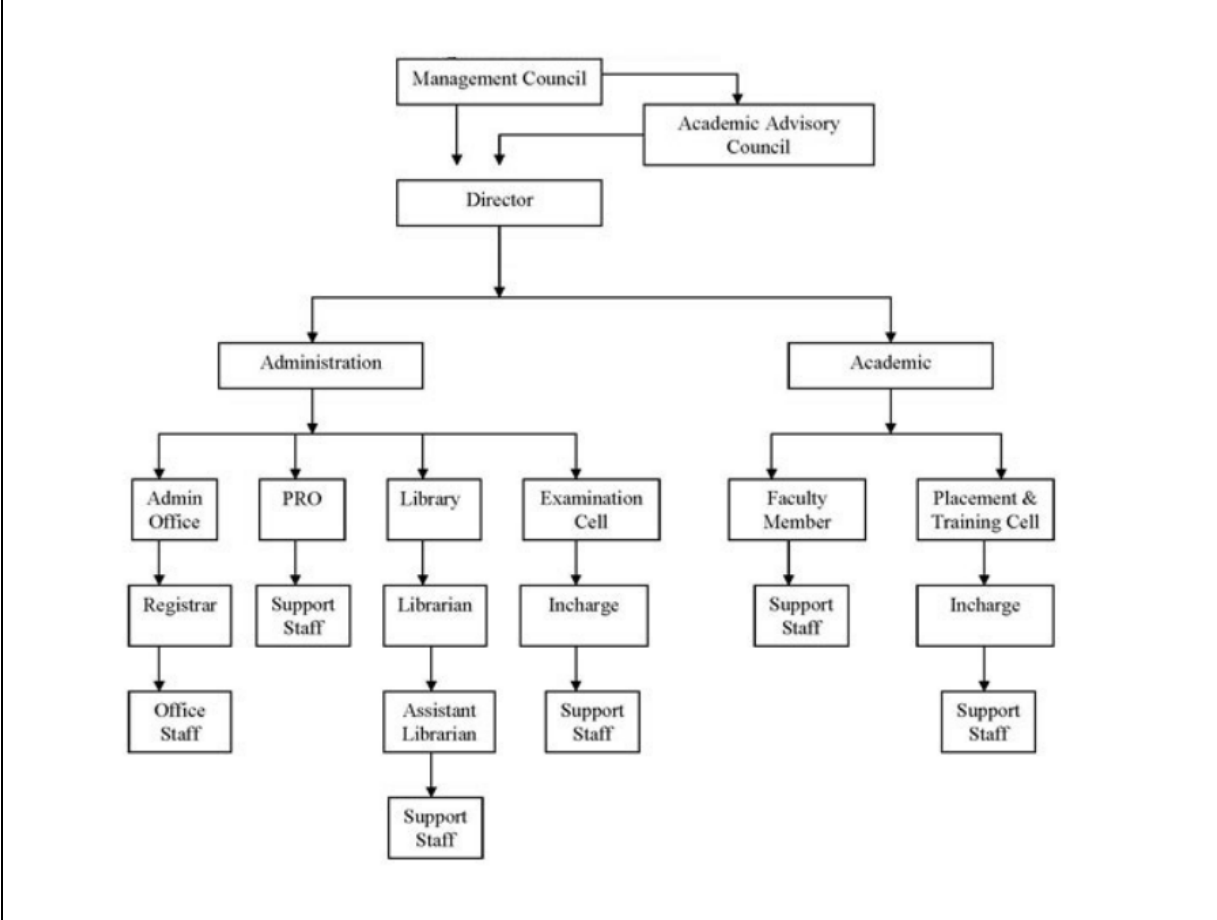 Management Council
Academic Advisory
Council
Director
Administration
Academic
Admin
Office
PRO
Library
Examination
Cell
Faculty
Member
Placement &
Training Cell
Registrar
Support
Staff
Librarian
Incharge
Support
Staff
Incharge
Office
Staff
Assistant
Librarian
Support
Staff
Support
Staff
Support
Staff